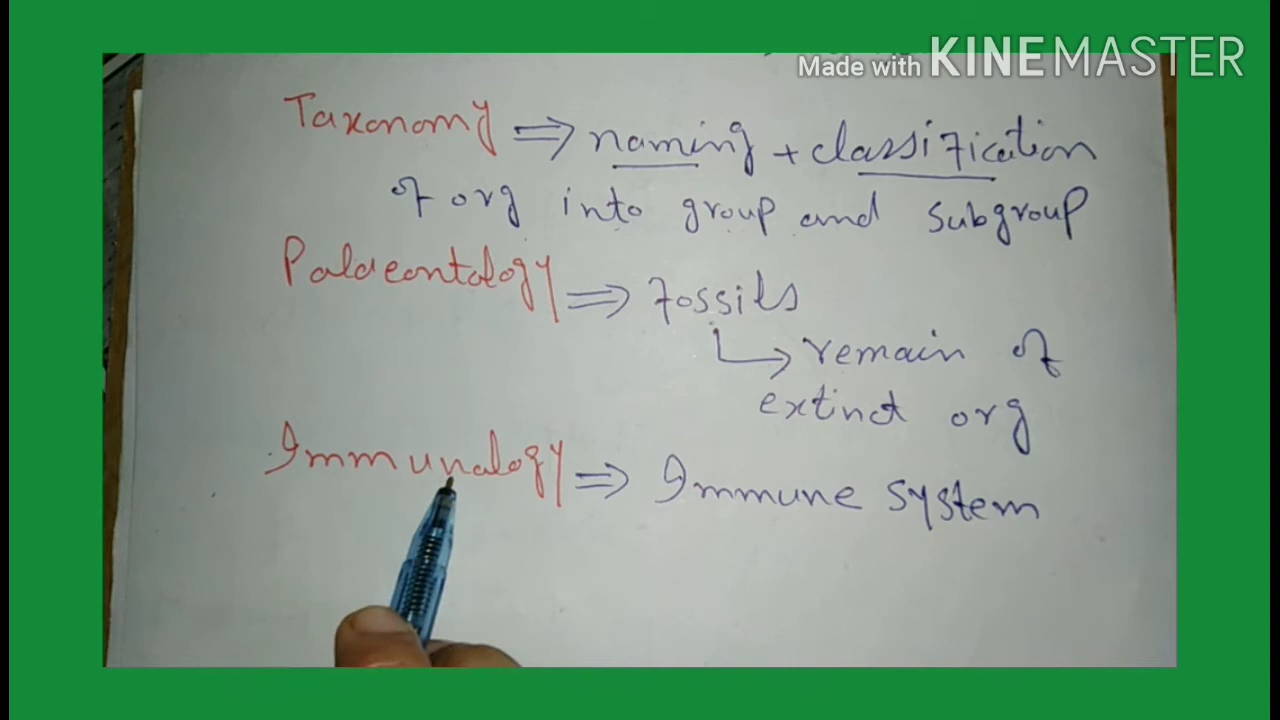 Made with KINEMASTER
Taxonomy ⇒ naming + classification
of org into group and subgroup
Palaeontology ⇒ Fossils
↳ remain of
extinct org
Immunology ⇒ Immune system